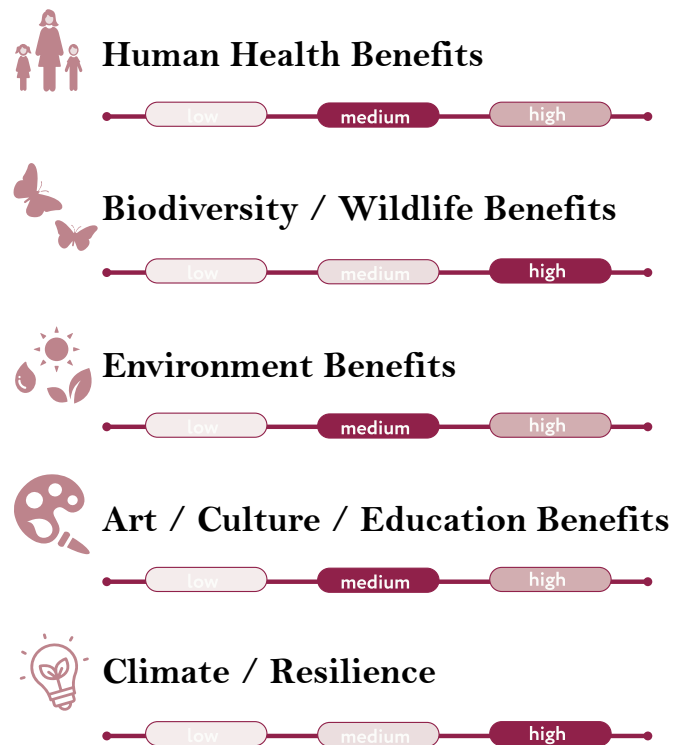 Human Health Benefits
low medium high
Biodiversity / Wildlife Benefits
low medium high
Environment Benefits
low medium high
Art / Culture / Education Benefits
low medium high
Climate / Resilience
low medium high